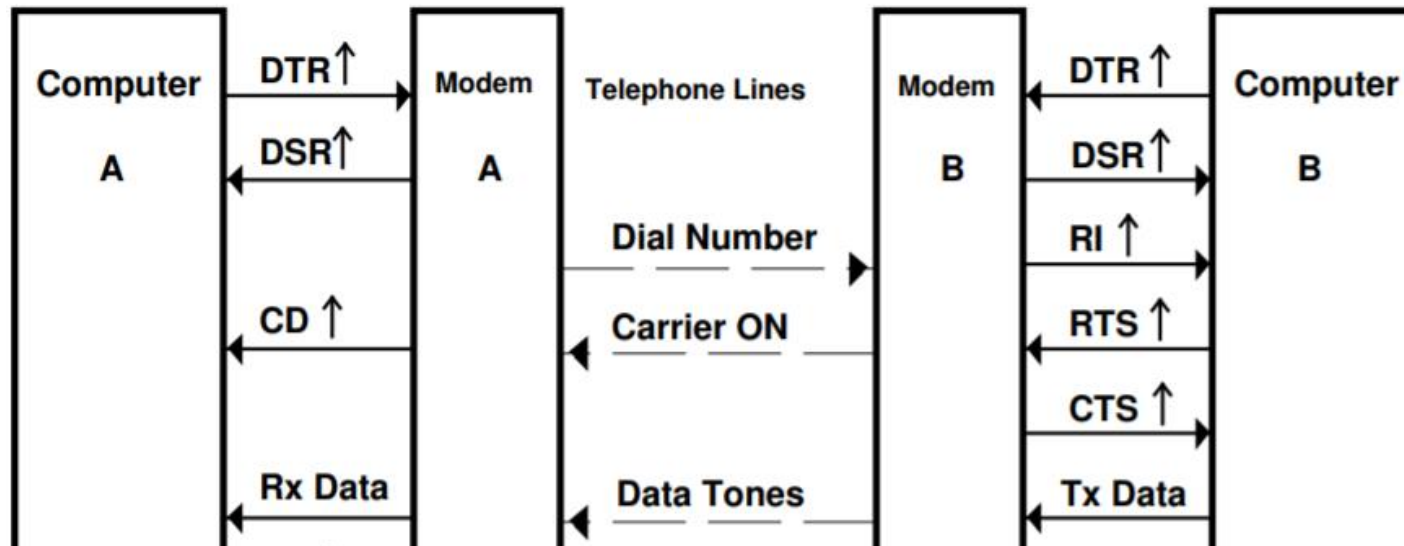 Computer
A
DTR↑
DSR↑
CD ↑
Rx Data
Modem
A
Telephone Lines
Dial Number
Carrier ON
Data Tones
Modem
B
DTR ↑
DSR ↑
RI ↑
RTS ↑
CTS ↑
Tx Data
Computer
B